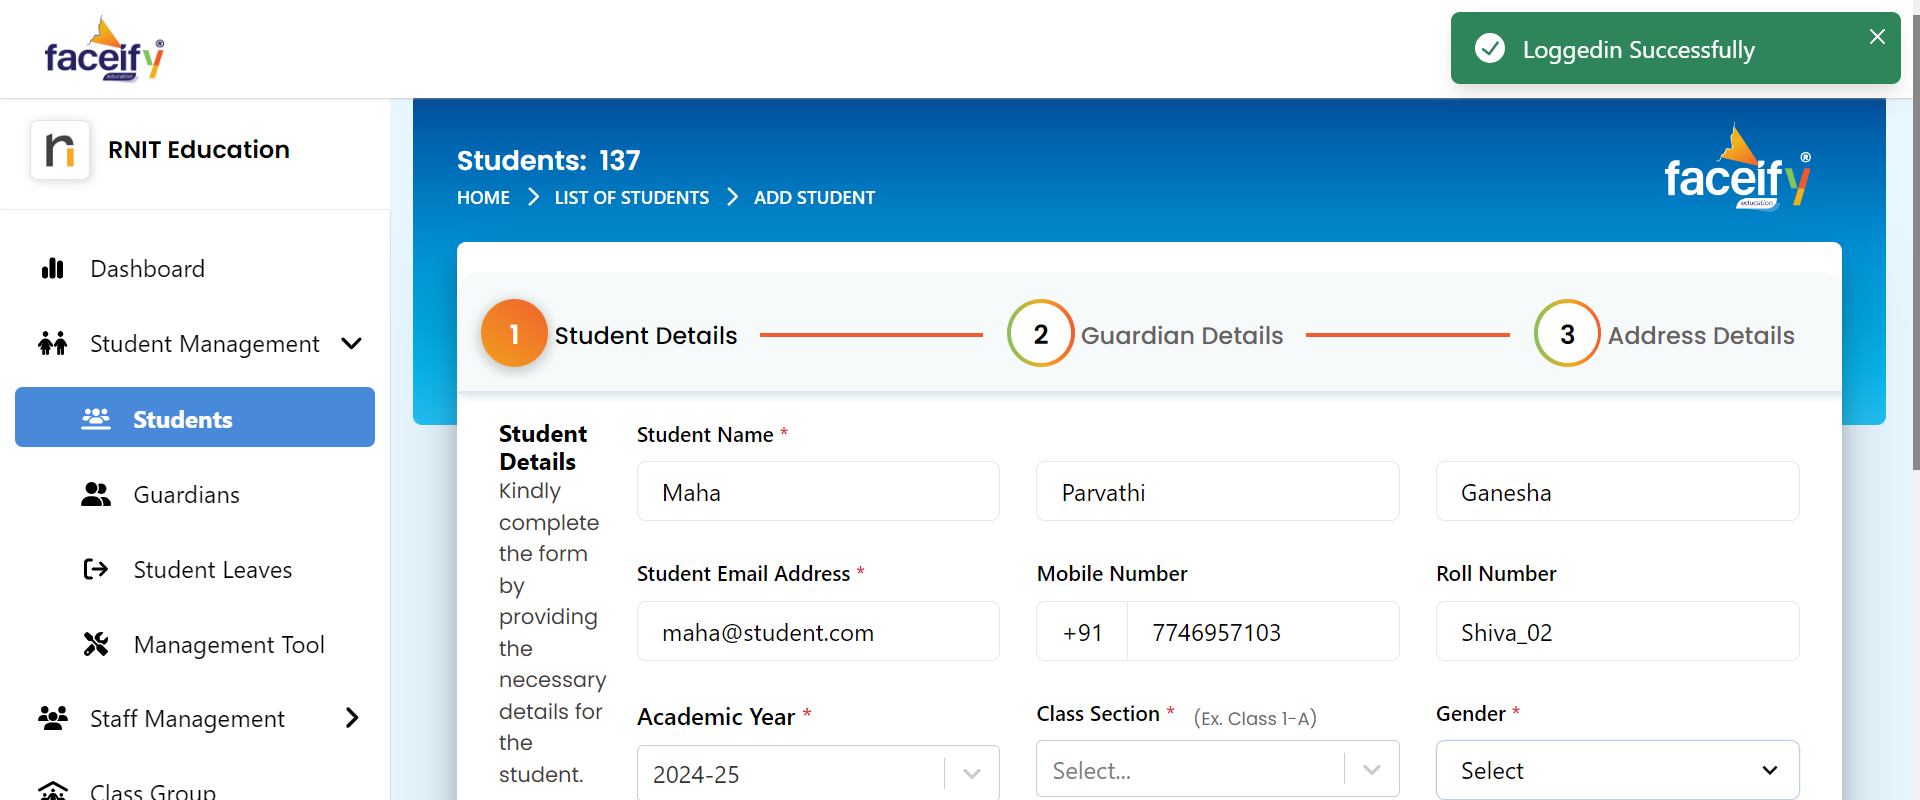 faceify®
education
Loggedin Successfully
RNIT Education
Dashboard
Student Management
Students
Guardians
Student Leaves
Management Tool
Staff Management
Class Group
Students: 137
HOME > LIST OF STUDENTS > ADD STUDENT
faceify®
education
1 Student Details
2 Guardian Details
3 Address Details
Student
Details
Kindly
complete
the form
by
providing
the
necessary
details for
the
student.
Student Name *
Maha
Parvathi
Ganesha
Student Email Address * Mobile Number Roll Number
maha@student.com +91 7746957103 Shiva_02
Academic Year * Class Section * (Ex. Class 1-A) Gender *
2024-25 Select... Select